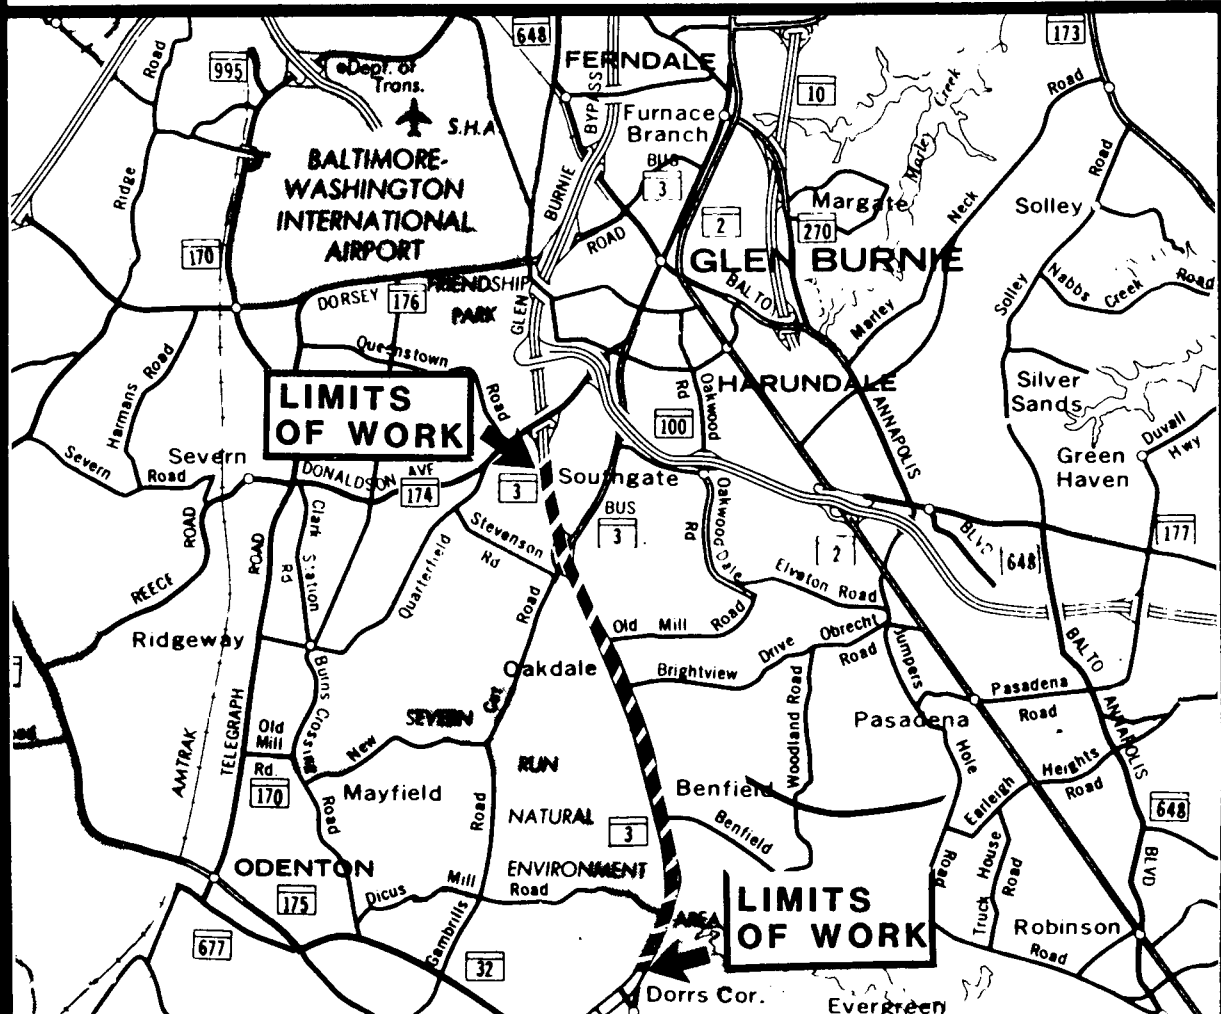 648
173
FERNDALE
Road
995
Dept. of
Trans.
10
Road
Creek
BYPASS
Furnace
Branch
S.H.A.
BUS
3
Marley
Road
BALTIMORE-
WASHINGTON
INTERNATIONAL
AIRPORT
Ridge
BURNIE
Margate
Neck
Solley
2
270
170
ROAD
GLEN BURNIE
FRIENDSHIP
PARK
BALTO
Solley
Nabbs
Creek
Road
DORSEY
176
GLEN
Marley
Queenstown
Road
Harmans
Road
LIMITS
OF WORK
HARUNDALE
Rd
Oakwood
ANNAPOLIS
Silver
Sands
100
Duvall
Hwy
Green
Haven
Severn
Severn
Road
DONALDSON
AVE
174
3
Southgate
BUS
3
Oakwood Dale
Rd
2
BLVD
648
177
ROAD
ROAD
Clark Station
Rd
Stevenson
Rd
Quarterfield
REECE
Elvaton Road
Road
Old Mill
Road
Obrecht
Road
Drive
Brightview
Jumpers
BALTO
Ridgeway
Oakdale
Burns Crossing
Woodland Road
Pasadena
Road
ANNAPOLIS
Cut
SEVERN
Pasadena
Hole
TELEGRAPH
AMTRAK
Old
Mill
Rd.
170
New
RUN
Heights
Road
Earleigh
Mayfield
Road
Road
Benfield
NATURAL
3
Benfield
648
BLVD
Road
Truck House
Road
ODENTON
ENVIRONMENT
Dicus
Mill
Road
175
LIMITS
OF WORK
AREA
Robinson
Road
677
Gambrills
32
Dorrs Cor.
Evergreen